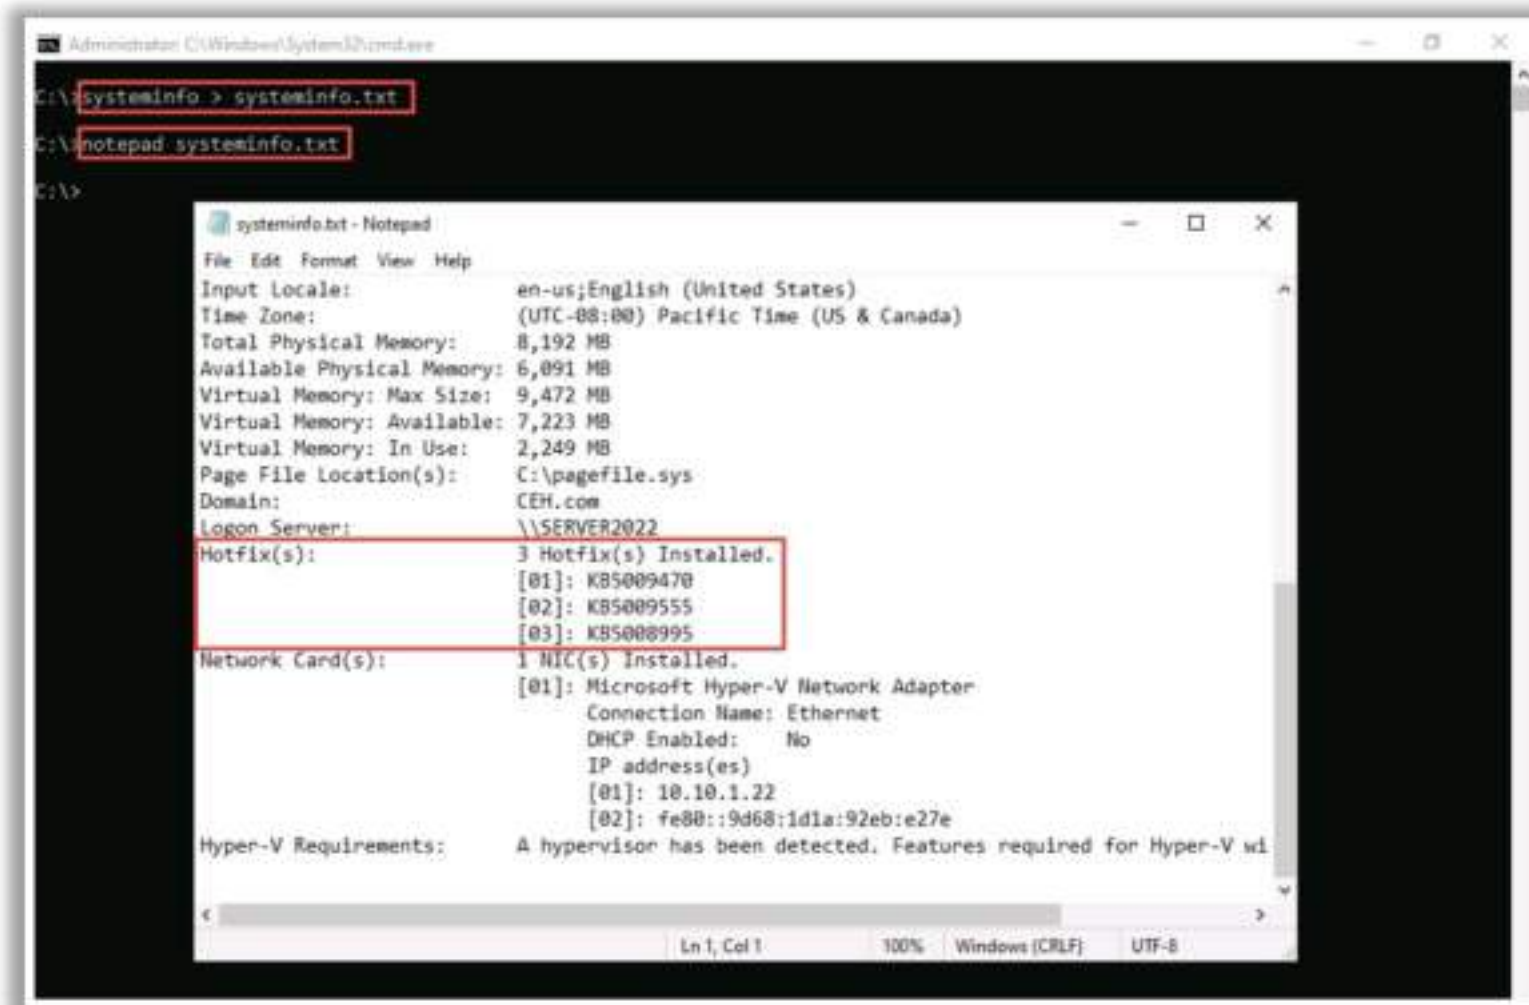 Administrator: C:\Windows\System32\cmd.exe
C:\>systeminfo > systeminfo.txt
C:\>notepad systeminfo.txt
C:\>
systeminfo.txt - Notepad
File Edit Format View Help
Input Locale: en-us;English (United States)
Time Zone: (UTC-08:00) Pacific Time (US & Canada)
Total Physical Memory: 8,192 MB
Available Physical Memory: 6,091 MB
Virtual Memory: Max Size: 9,472 MB
Virtual Memory: Available: 7,223 MB
Virtual Memory: In Use: 2,249 MB
Page File Location(s): C:\pagefile.sys
Domain: CEH.com
Logon Server: \\SERVER2022
Hotfix(s): 3 Hotfix(s) Installed.
[01]: KB5009470
[02]: KB5009555
[03]: KB5008995
Network Card(s): 1 NIC(s) Installed.
[01]: Microsoft Hyper-V Network Adapter
Connection Name: Ethernet
DHCP Enabled: No
IP address(es)
[01]: 10.10.1.22
[02]: fe80::9d68:1d1a:92eb:e27e
Hyper-V Requirements: A hypervisor has been detected. Features required for Hyper-V wi
Ln 1, Col 1 100% Windows (CRLF) UTF-8